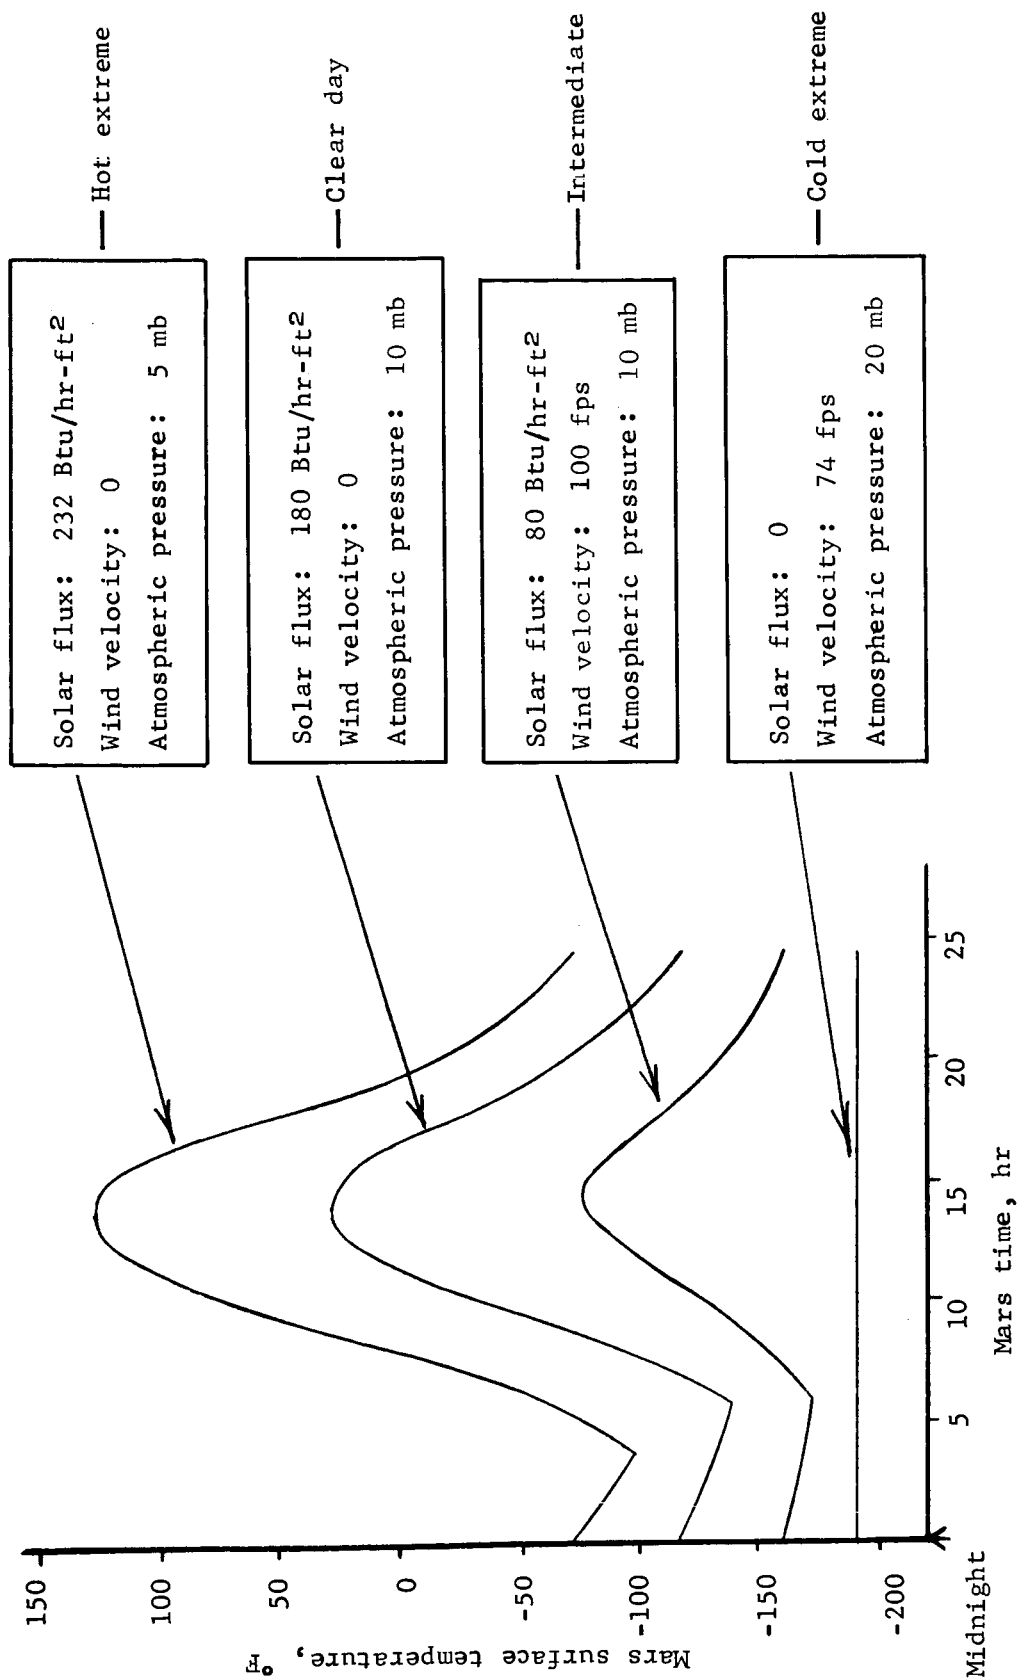 Solar flux: 232 Btu/hr-ft²
Wind velocity: 0
Atmospheric pressure: 5 mb
Hot extreme
Solar flux: 180 Btu/hr-ft²
Wind velocity: 0
Atmospheric pressure: 10 mb
Clear day
Solar flux: 80 Btu/hr-ft²
Wind velocity: 100 fps
Atmospheric pressure: 10 mb
Intermediate
Solar flux: 0
Wind velocity: 74 fps
Atmospheric pressure: 20 mb
Cold extreme
Mars surface temperature, °F
150
100
50
0
-50
-100
-150
-200
Midnight
5
10
15
20
25
Mars time, hr